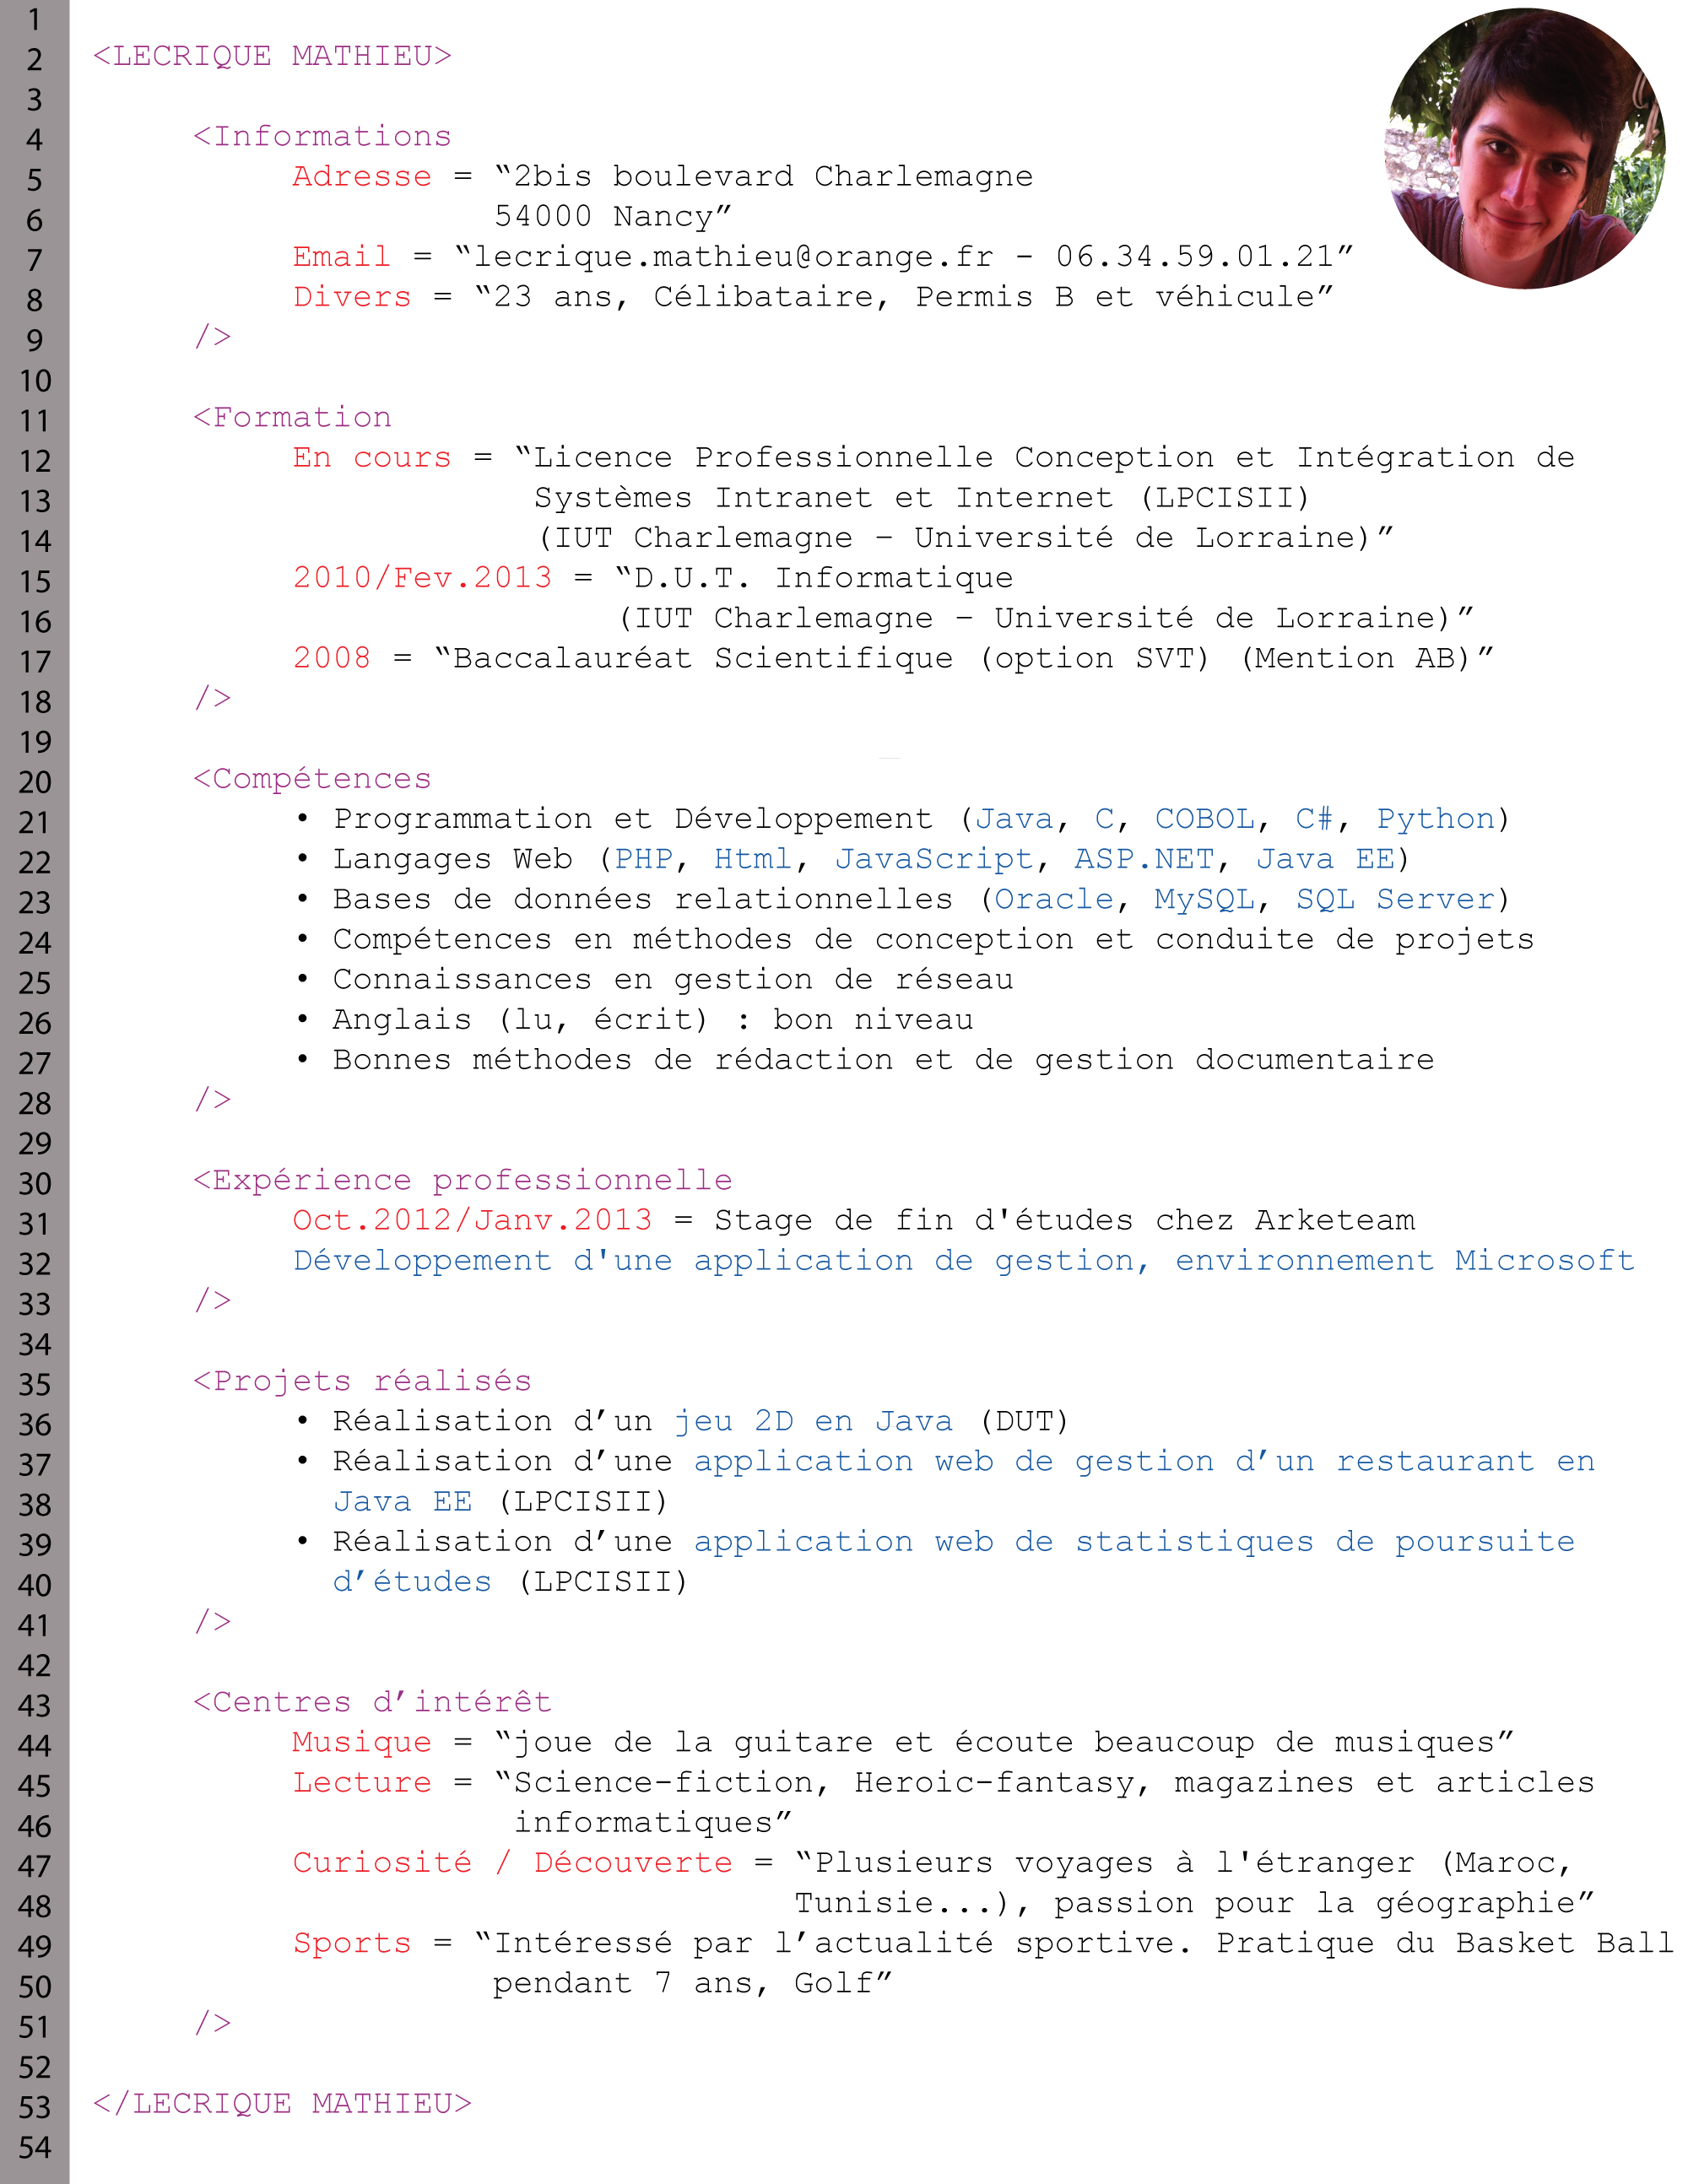 1
2 <LECRIQUE MATHIEU>
3
4 <Informations
5 Adresse = “2bis boulevard Charlemagne
6 54000 Nancy”
7 Email = “lecrique.mathieu@orange.fr - 06.34.59.01.21”
8 Divers = “23 ans, Célibataire, Permis B et véhicule”
9 />
10
11 <Formation
12 En cours = “Licence Professionnelle Conception et Intégration de
13 Systèmes Intranet et Internet (LPCISII)
14 (IUT Charlemagne – Université de Lorraine)”
15 2010/Fev.2013 = “D.U.T. Informatique
16 (IUT Charlemagne – Université de Lorraine)”
17 2008 = “Baccalauréat Scientifique (option SVT) (Mention AB)”
18 />
19
20 <Compétences
21 • Programmation et Développement (Java, C, COBOL, C#, Python)
22 • Langages Web (PHP, Html, JavaScript, ASP.NET, Java EE)
23 • Bases de données relationnelles (Oracle, MySQL, SQL Server)
24 • Compétences en méthodes de conception et conduite de projets
25 • Connaissances en gestion de réseau
26 • Anglais (lu, écrit) : bon niveau
27 • Bonnes méthodes de rédaction et de gestion documentaire
28 />
29
30 <Expérience professionnelle
31 Oct.2012/Janv.2013 = Stage de fin d'études chez Arketeam
32 Développement d'une application de gestion, environnement Microsoft
33 />
34
35 <Projets réalisés
36 • Réalisation d’un jeu 2D en Java (DUT)
37 • Réalisation d’une application web de gestion d’un restaurant en
38 Java EE (LPCISII)
39 • Réalisation d’une application web de statistiques de poursuite
40 d’études (LPCISII)
41 />
42
43 <Centres d’intérêt
44 Musique = “joue de la guitare et écoute beaucoup de musiques”
45 Lecture = “Science-fiction, Heroic-fantasy, magazines et articles
46 informatiques”
47 Curiosité / Découverte = “Plusieurs voyages à l'étranger (Maroc,
48 Tunisie...), passion pour la géographie”
49 Sports = “Intéressé par l’actualité sportive. Pratique du Basket Ball
50 pendant 7 ans, Golf”
51 />
52
53 </LECRIQUE MATHIEU>
54